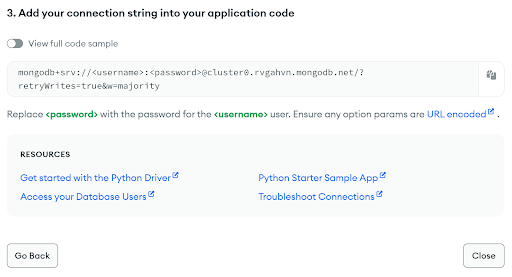 3. Add your connection string into your application code
View full code sample
mongodb+srv://<username>:<password>@cluster0.rvgahvn.mongodb.net/?
retryWrites=true&w=majority
Replace <password> with the password for the <username> user. Ensure any option params are URL encoded .
RESOURCES
Get started with the Python Driver
Python Starter Sample App
Access your Database Users
Troubleshoot Connections
Go Back
Close